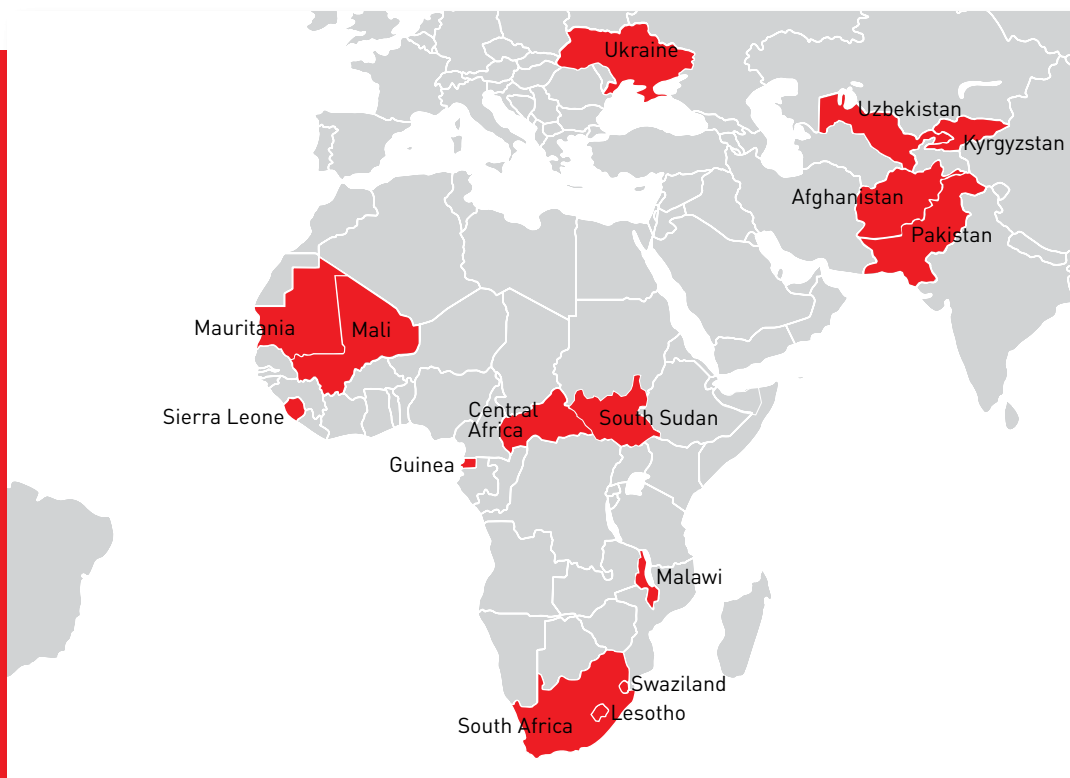 Ukraine
Uzbekistan
Kyrgyzstan
Afghanistan
Pakistan
Mauritania
Mali
Sierra Leone
Central
Africa
South Sudan
Guinea
Malawi
Swaziland
Lesotho
South Africa